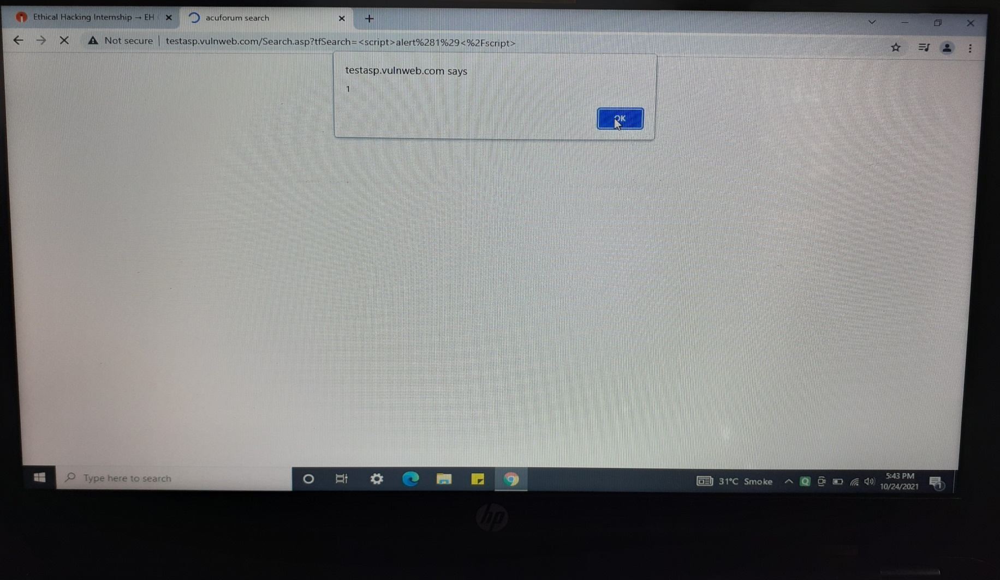 Ethical Hacking Internship → EH
acuforum search
Not secure | testasp.vulnweb.com/Search.asp?tfSearch=<script>alert%281%29<%2Fscript>
testasp.vulnweb.com says
1
OK
Type here to search
31°C Smoke
5:43 PM
10/24/2021
1
hp